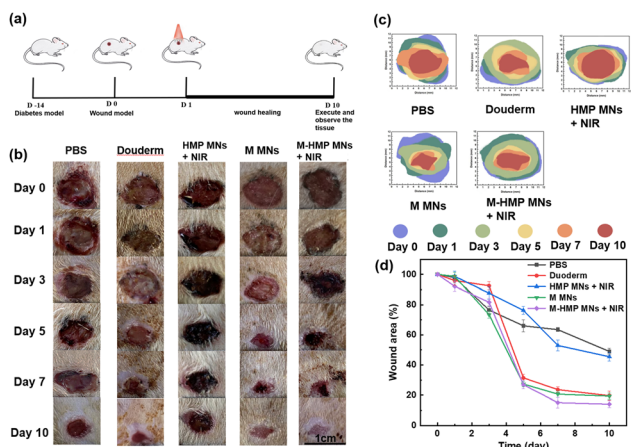 (a)
D -14
Diabetes model
D 0
Wound model
D 1
wound healing
D 10
Execute and
observe the
tissue
(b)
PBS
Douderm
HMP MNs
+ NIR
M MNs
M-HMP MNs
+ NIR
Day 0
Day 1
Day 3
Day 5
Day 7
Day 10
1cm
(c)
PBS
Douderm
HMP MNs
+ NIR
M MNs
M-HMP MNs
+ NIR
Day 0
Day 1
Day 3
Day 5
Day 7
Day 10
(d)
PBS
Duoderm
HMP MNs + NIR
M MNs
M-HMP MNs + NIR
Wound area (%)
100
80
60
40
20
0
0 2 4 6 8 10
Time (day)